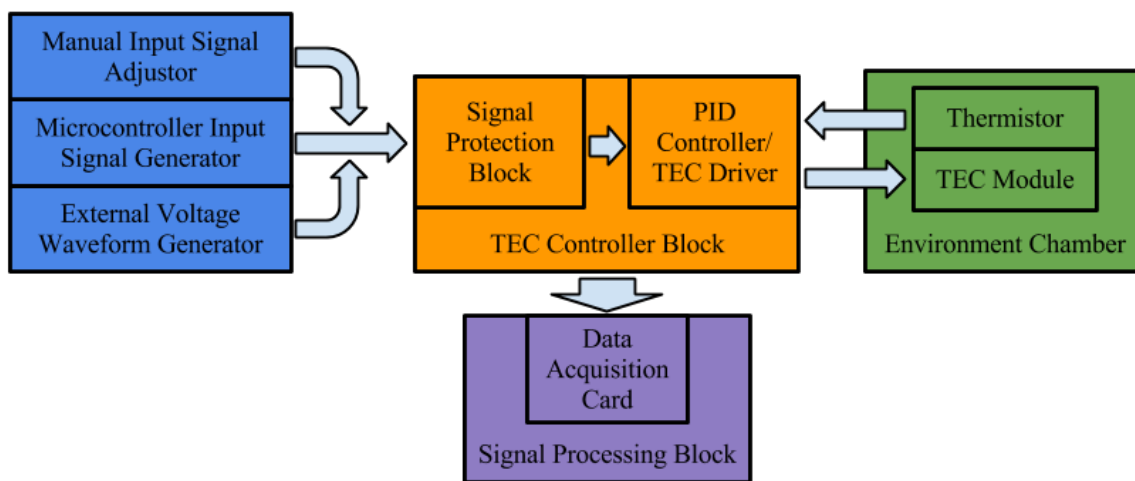 Manual Input Signal
Adjustor
Microcontroller Input
Signal Generator
External Voltage
Waveform Generator
Signal
Protection
Block
PID
Controller/
TEC Driver
TEC Controller Block
Thermistor
TEC Module
Environment Chamber
Data
Acquisition
Card
Signal Processing Block